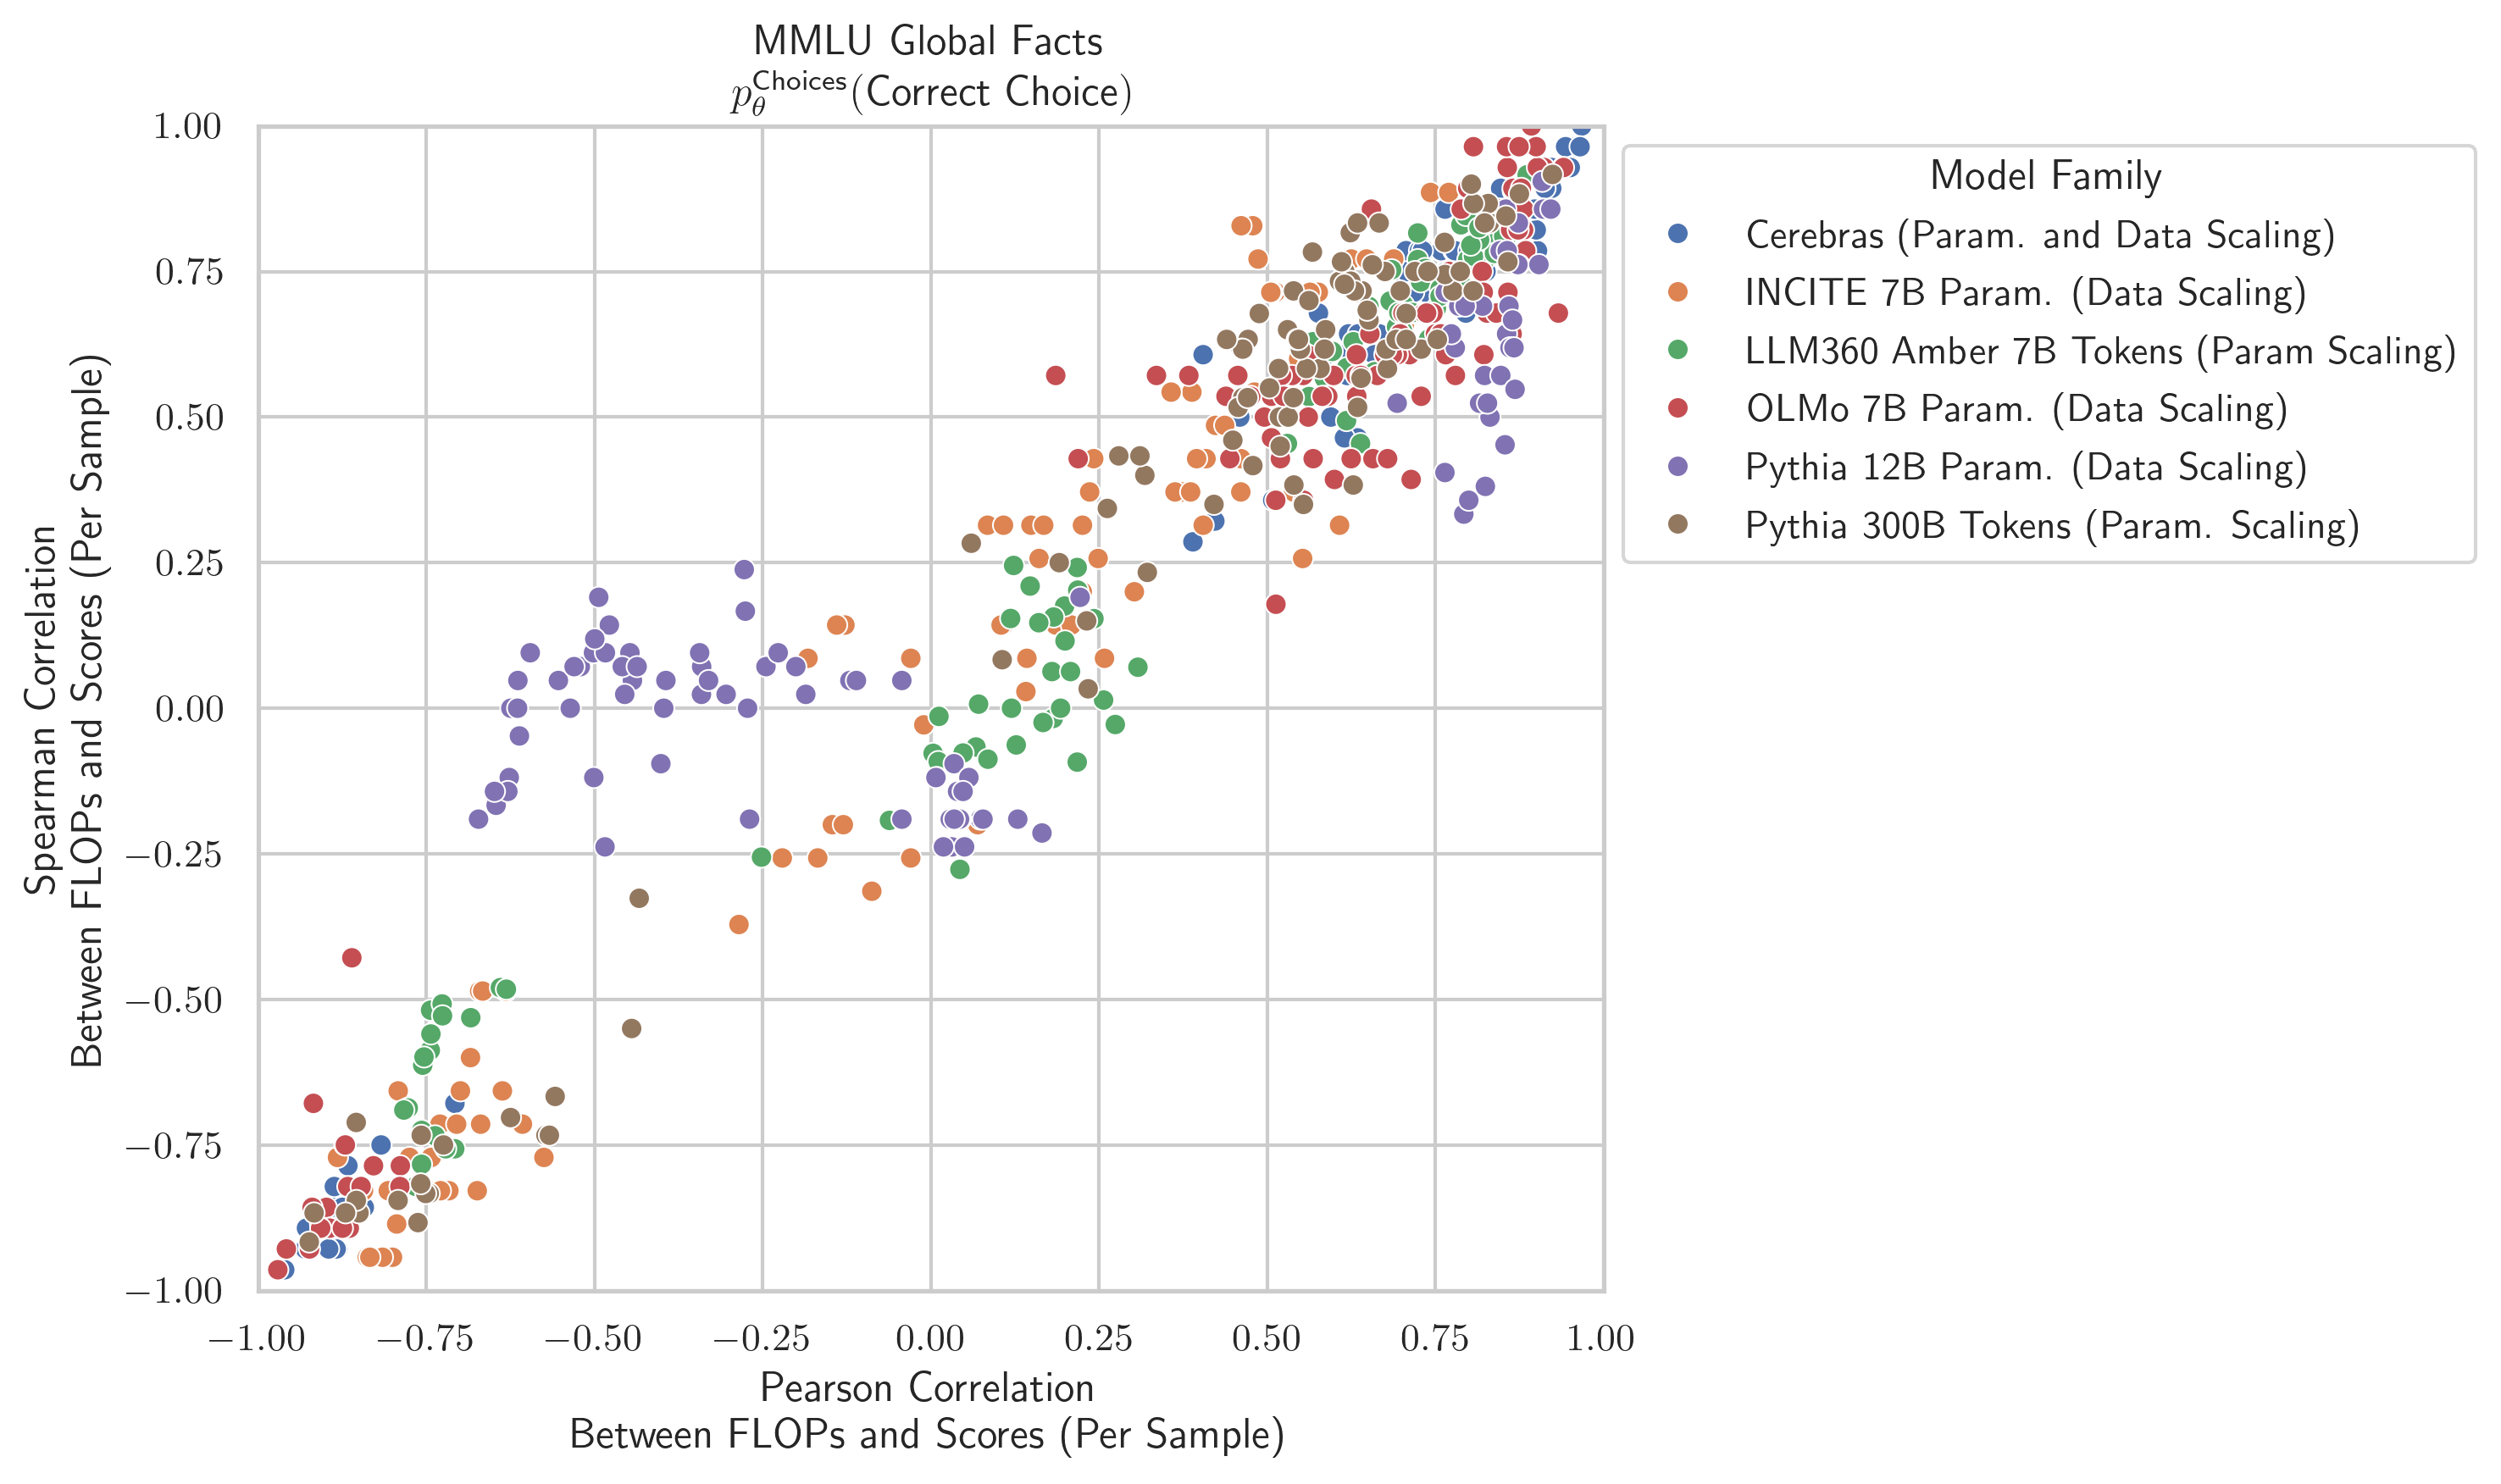 MMLU Global Facts
p_θ^Choices(Correct Choice)
1.00
0.75
0.50
0.25
0.00
−0.25
−0.50
−0.75
−1.00
Spearman Correlation
Between FLOPs and Scores (Per Sample)
−1.00
−0.75
−0.50
−0.25
0.00
0.25
0.50
0.75
1.00
Pearson Correlation
Between FLOPs and Scores (Per Sample)
Model Family
Cerebras (Param. and Data Scaling)
INCITE 7B Param. (Data Scaling)
LLM360 Amber 7B Tokens (Param Scaling)
OLMo 7B Param. (Data Scaling)
Pythia 12B Param. (Data Scaling)
Pythia 300B Tokens (Param. Scaling)